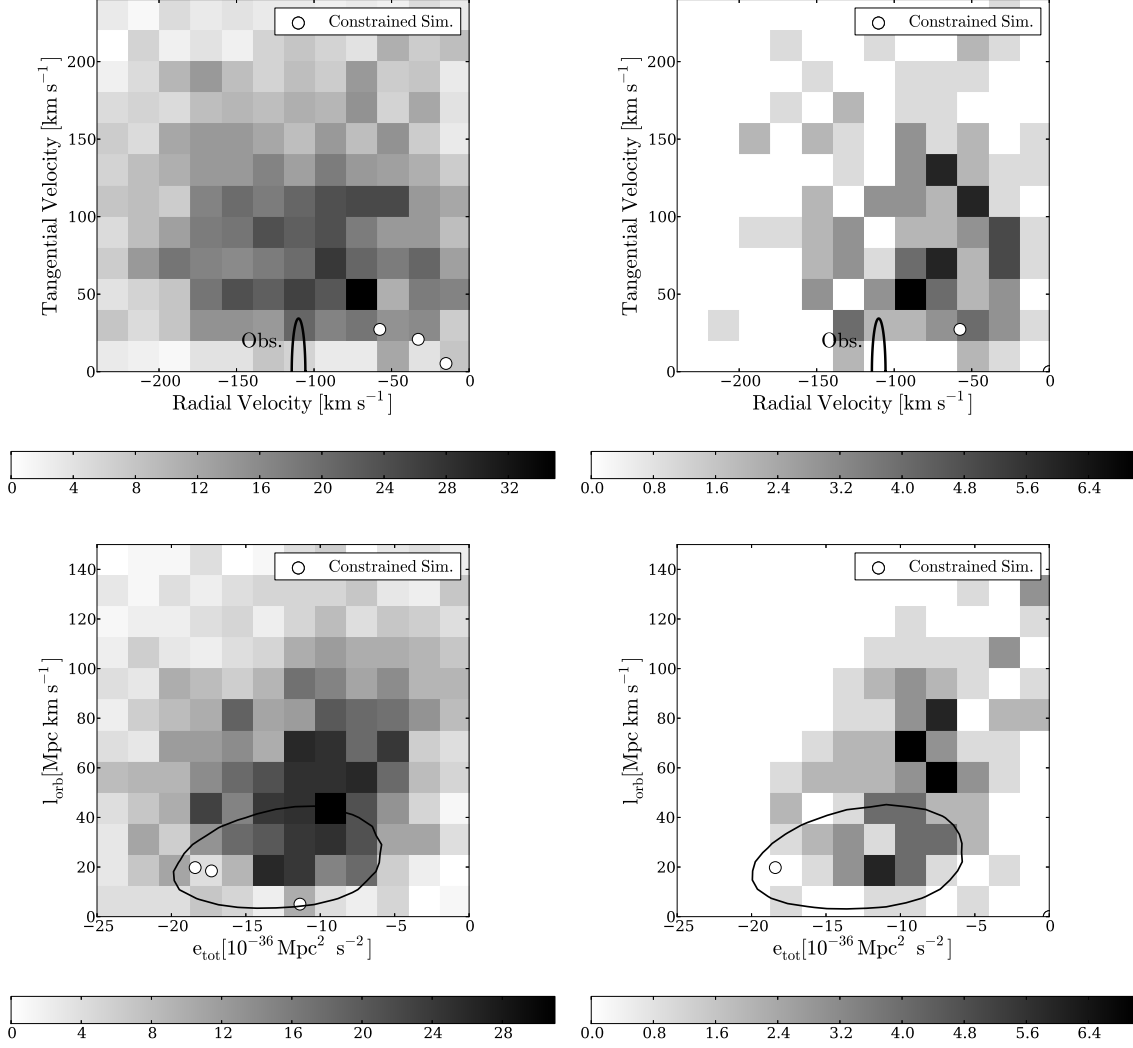 Constrained Sim.
Tangential Velocity [km s⁻¹]
0 50 100 150 200
Obs.
−200 −150 −100 −50 0
Radial Velocity [km s⁻¹]
0 4 8 12 16 20 24 28 32
Constrained Sim.
Tangential Velocity [km s⁻¹]
0 50 100 150 200
Obs.
−200 −150 −100 −50 0
Radial Velocity [km s⁻¹]
0.0 0.8 1.6 2.4 3.2 4.0 4.8 5.6 6.4
Constrained Sim.
l_orb[Mpc km s⁻¹]
0 20 40 60 80 100 120 140
−25 −20 −15 −10 −5 0
e_tot[10⁻³⁶ Mpc² s⁻²]
0 4 8 12 16 20 24 28
Constrained Sim.
l_orb[Mpc km s⁻¹]
0 20 40 60 80 100 120 140
−25 −20 −15 −10 −5 0
e_tot[10⁻³⁶ Mpc² s⁻²]
0.0 0.8 1.6 2.4 3.2 4.0 4.8 5.6 6.4